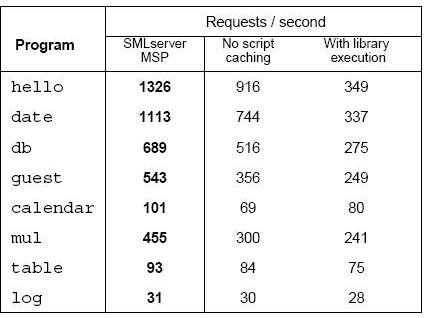 Program Requests / second
SMLserver MSP No script caching With library execution
hello 1326 916 349
date 1113 744 337
db 689 516 275
guest 543 356 249
calendar 101 69 80
mul 455 300 241
table 93 84 75
log 31 30 28